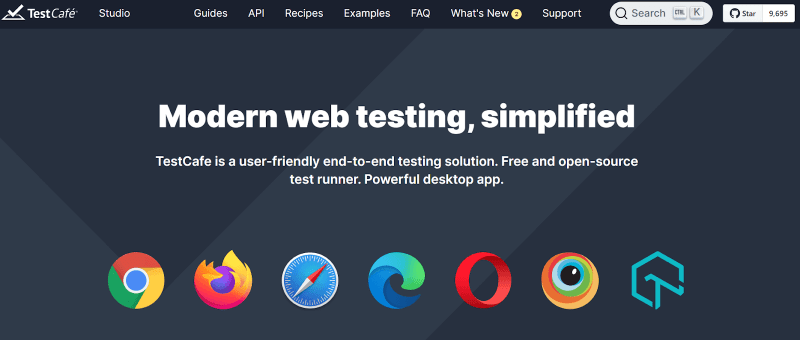 TestCafé Studio Guides API Recipes Examples FAQ What's New 2 Support Search CTRL K Star 9,695
Modern web testing, simplified
TestCafe is a user-friendly end-to-end testing solution. Free and open-source
test runner. Powerful desktop app.